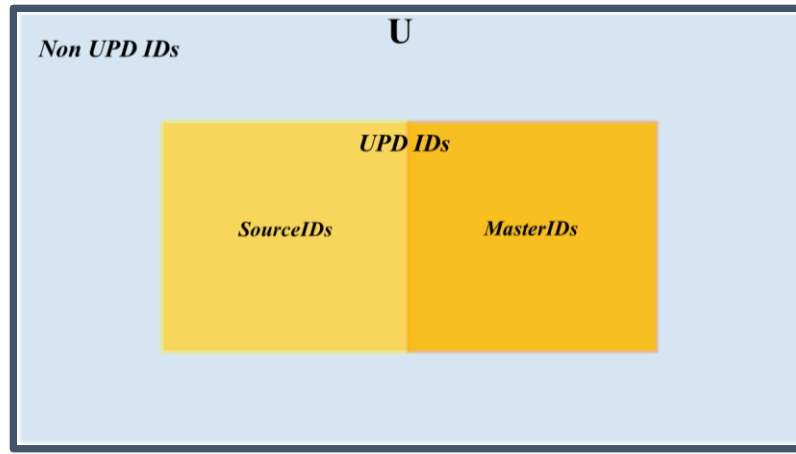 U
Non UPD IDs
UPD IDs
SourceIDs
MasterIDs